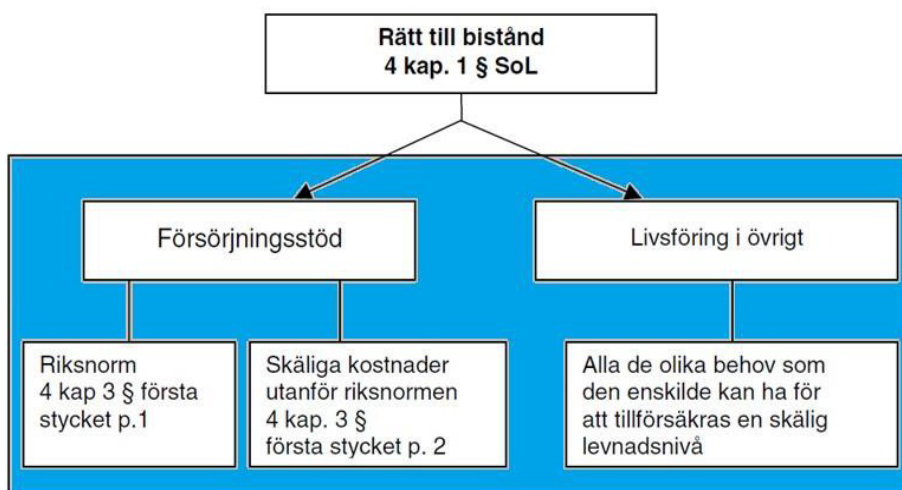 Rätt till bistånd
4 kap. 1 § SoL
Försörjningsstöd
Livsföring i övrigt
Riksnorm
4 kap 3 § första
stycket p.1
Skäliga kostnader
utanför riksnormen
4 kap. 3 §
första stycket p. 2
Alla de olika behov som
den enskilde kan ha för
att tillförsäkras en skälig
levnadsnivå